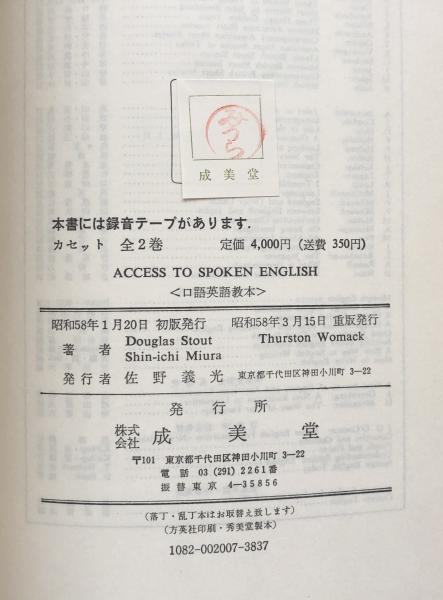 みうら
成美堂
本書には録音テープがあります.
カセット 全2巻 定価 4,000円(送費 350円)
ACCESS TO SPOKEN ENGLISH
<口語英語教本>
昭和58年1月20日 初版発行 昭和58年3月15日 重版発行
著者 Douglas Stout Thurston Womack
Shin-ichi Miura
発行者 佐野義光 東京都千代田区神田小川町 3-22
発行所
株式会社 成美堂
〒101 東京都千代田区神田小川町 3-22
電話 03 (291) 2261番
振替東京 4-35856
(落丁・乱丁本はお取替え致します)
(方英社印刷・秀美堂製本)
1082-002007-3837